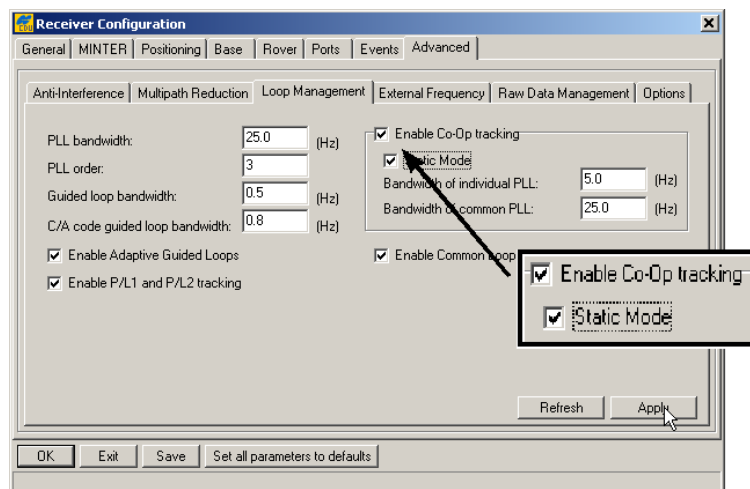 CDU Receiver Configuration
General MINTER Positioning Base Rover Ports Events Advanced
Anti-Interference Multipath Reduction Loop Management External Frequency Raw Data Management Options
PLL bandwidth: 25.0 (Hz)
PLL order: 3
Guided loop bandwidth: 0.5 (Hz)
C/A code guided loop bandwidth: 0.8 (Hz)
Enable Adaptive Guided Loops
Enable P/L1 and P/L2 tracking
Enable Co-Op tracking
Static Mode
Bandwidth of individual PLL: 5.0 (Hz)
Bandwidth of common PLL: 25.0 (Hz)
Enable Common Loop
Enable Co-Op tracking
Static Mode
Refresh Apply
OK Exit Save Set all parameters to defaults